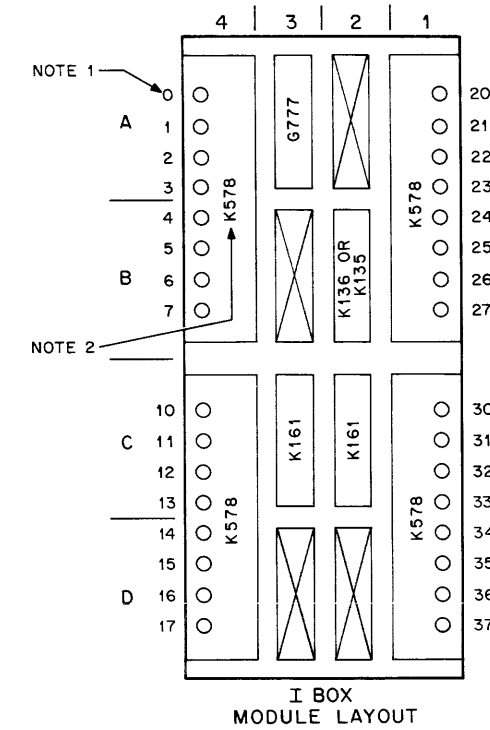 4 3 2 1
NOTE 1
A
0
1
2
3
B
4
5
6
7
NOTE 2
K578
G777
K136 OR
K135
K578
20
21
22
23
24
25
26
27
C
10
11
12
13
D
14
15
16
17
K578
K161
K161
K578
30
31
32
33
34
35
36
37
I BOX
MODULE LAYOUT